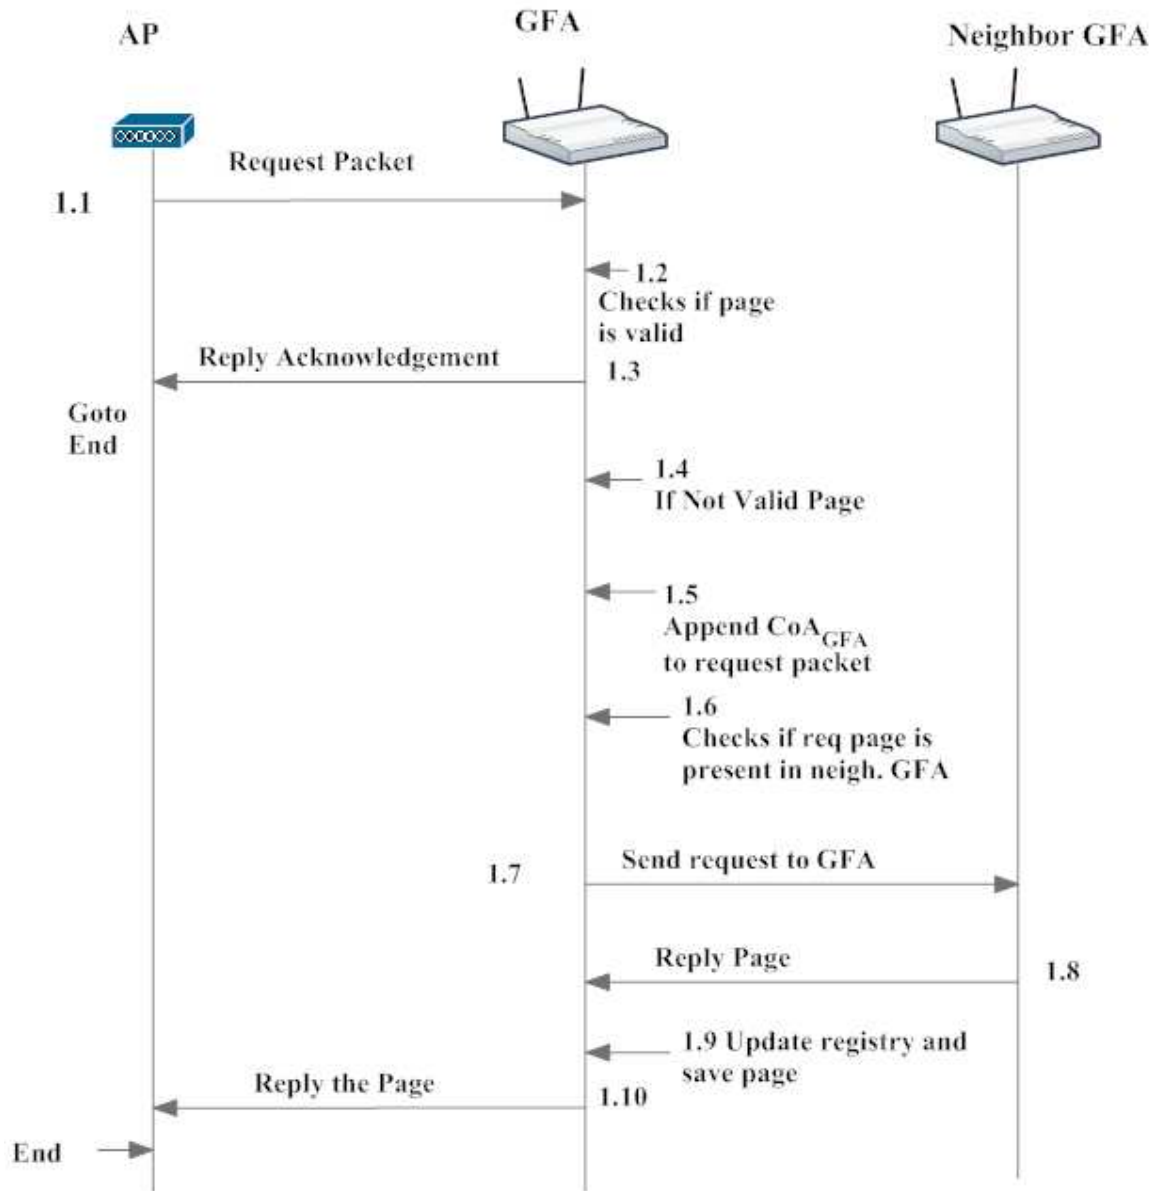 AP
GFA
Neighbor GFA
Request Packet
1.1
1.2
Checks if page
is valid
Reply Acknowledgement
1.3
Goto
End
1.4
If Not Valid Page
1.5
Append CoA_GFA
to request packet
1.6
Checks if req page is
present in neigh. GFA
Send request to GFA
1.7
Reply Page
1.8
1.9 Update registry and
save page
Reply the Page
1.10
End